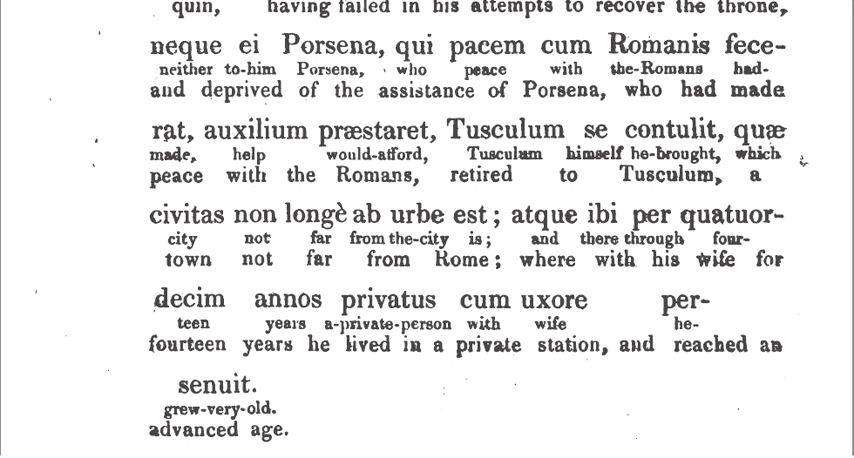 quin, having failed in his attempts to recover the throne,
neque ei Porsena, qui pacem cum Romanis fece-
neither to-him Porsena, who peace with the-Romans had-
and deprived of the assistance of Porsena, who had made
rat, auxilium præstaret, Tusculum se contulit, quæ
made, help would-afford, Tusculum himself he-brought, which
peace with the Romans, retired to Tusculum, a
civitas non longè ab urbe est; atque ibi per quatuor-
city not far from the-city is; and there through four-
town not far from Rome; where with his wife for
decim annos privatus cum uxore per-
teen years a-private-person with wife he-
fourteen years he lived in a private station, and reached an
senuit.
grew-very-old.
advanced age.